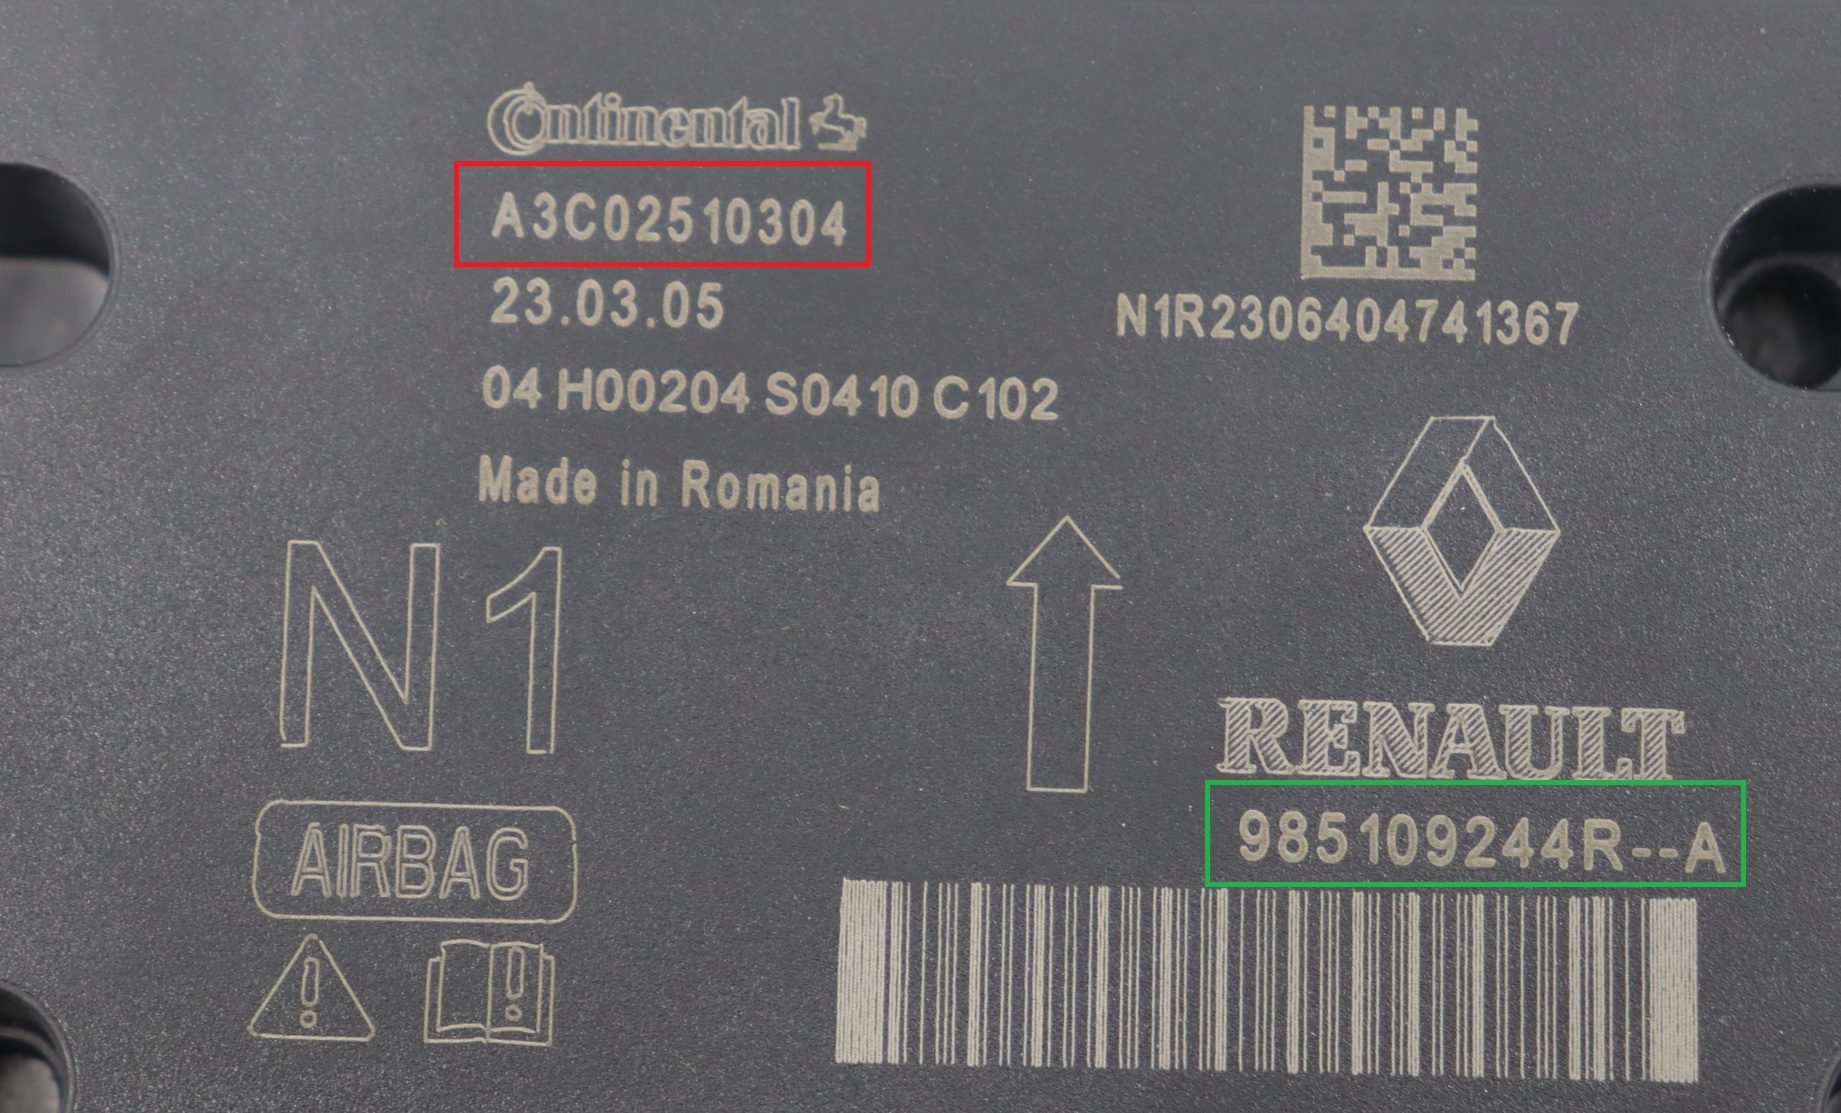 Continental
A3C02510304
23.03.05
04 H00204 S0410 C102
Made in Romania
N1R2306404741367
N1
AIRBAG
RENAULT
985109244R--A